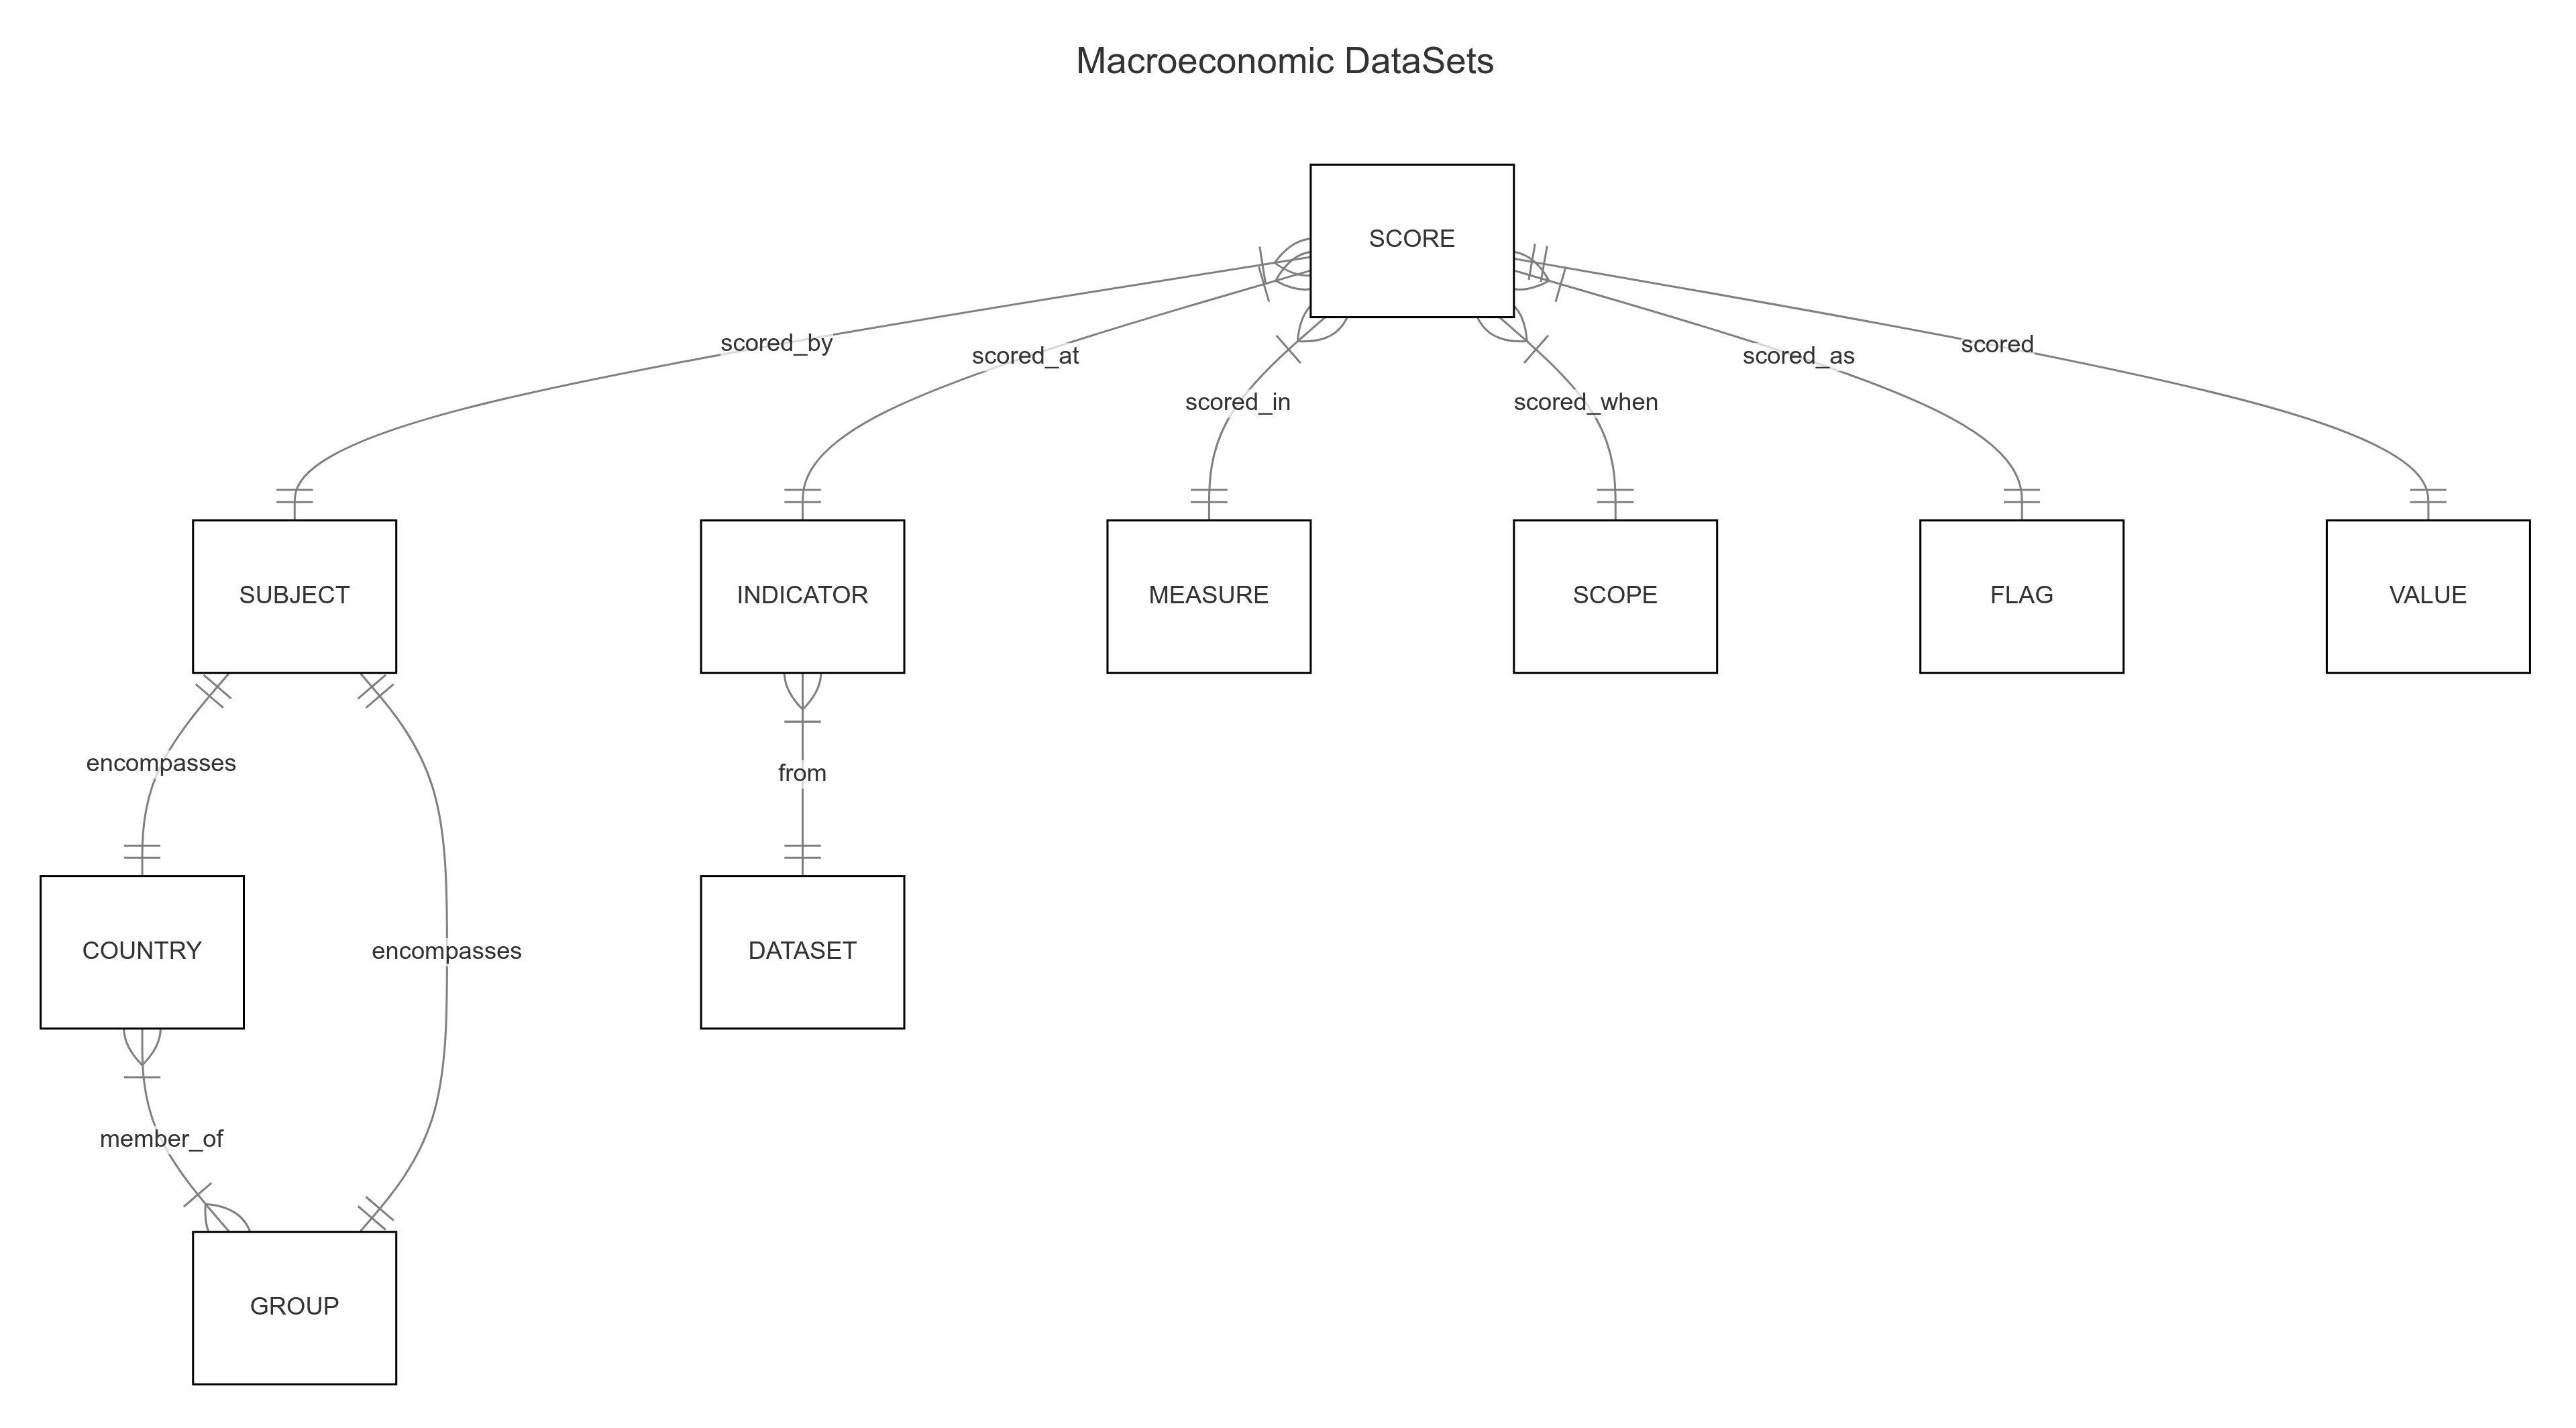 Macroeconomic DataSets
SCORE
scored_by
scored_at
scored_in
scored_when
scored_as
scored
SUBJECT
INDICATOR
MEASURE
SCOPE
FLAG
VALUE
encompasses
from
COUNTRY
encompasses
DATASET
member_of
GROUP